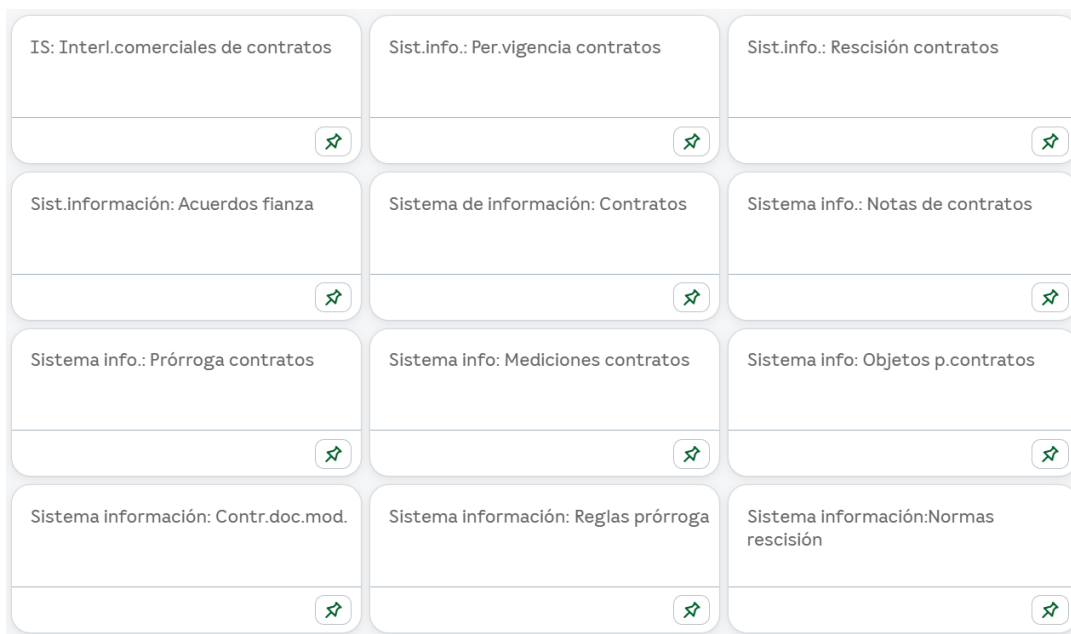 IS: Interl.comerciales de contratos
Sist.info.: Per.vigencia contratos
Sist.info.: Rescisión contratos
Sist.información: Acuerdos fianza
Sistema de información: Contratos
Sistema info.: Notas de contratos
Sistema info.: Prórroga contratos
Sistema info: Mediciones contratos
Sistema info: Objetos p.contratos
Sistema información: Contr.doc.mod.
Sistema información: Reglas prórroga
Sistema información:Normas
rescisión